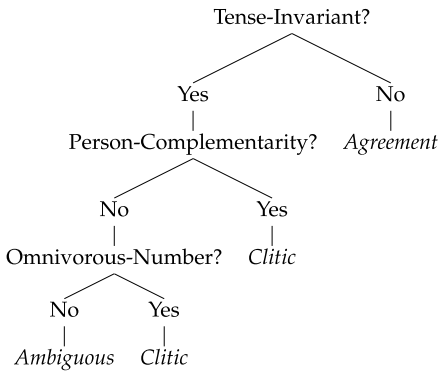 Tense-Invariant?
Yes No
Person-Complementarity? Agreement
No Yes
Omnivorous-Number? Clitic
No Yes
Ambiguous Clitic